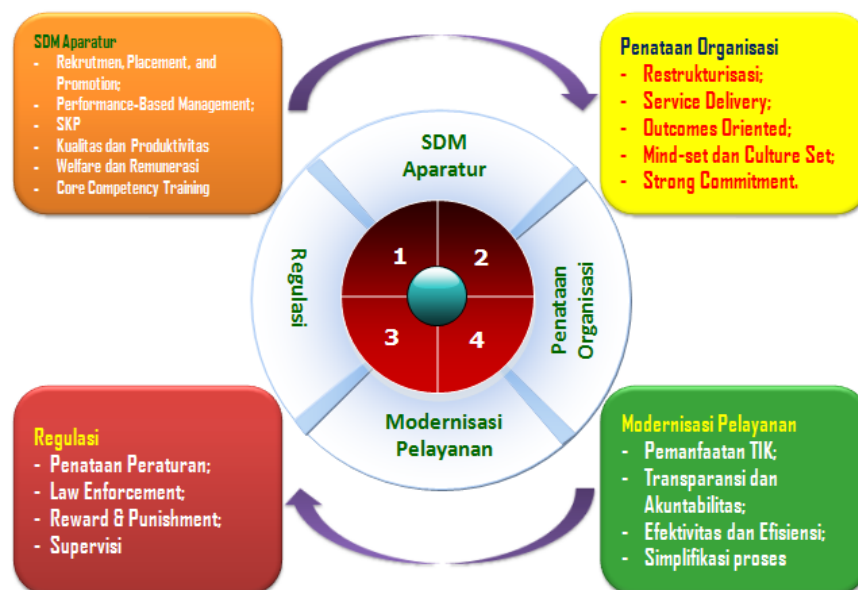 SDM Aparatur
- Rekrutmen, Placement, and
Promotion;
- Performance-Based Management;
- SKP
- Kualitas dan Produktivitas
- Welfare dan Remunerasi
- Core Competency Training
Penataan Organisasi
- Restrukturisasi;
- Service Delivery;
- Outcomes Oriented;
- Mind-set dan Culture Set;
- Strong Commitment.
SDM
Aparatur
Regulasi
1
2
3
4
Penataan
Organisasi
Modernisasi
Pelayanan
Regulasi
- Penataan Peraturan;
- Law Enforcement;
- Reward & Punishment;
- Supervisi
Modernisasi Pelayanan
- Pemanfaatan TIK;
- Transparansi dan
Akuntabilitas;
- Efektivitas dan Efisiensi;
- Simplifikasi proses